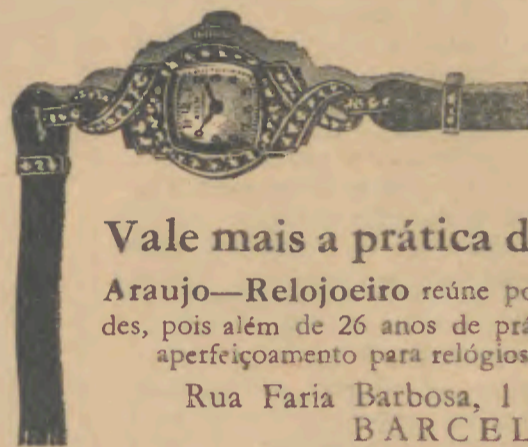 Vale mais a prática d
Araujo—Relojoeiro reúne po
des, pois além de 26 anos de prá
aperfeiçoamento para relógios
Rua Faria Barbosa, 1
BARCEL